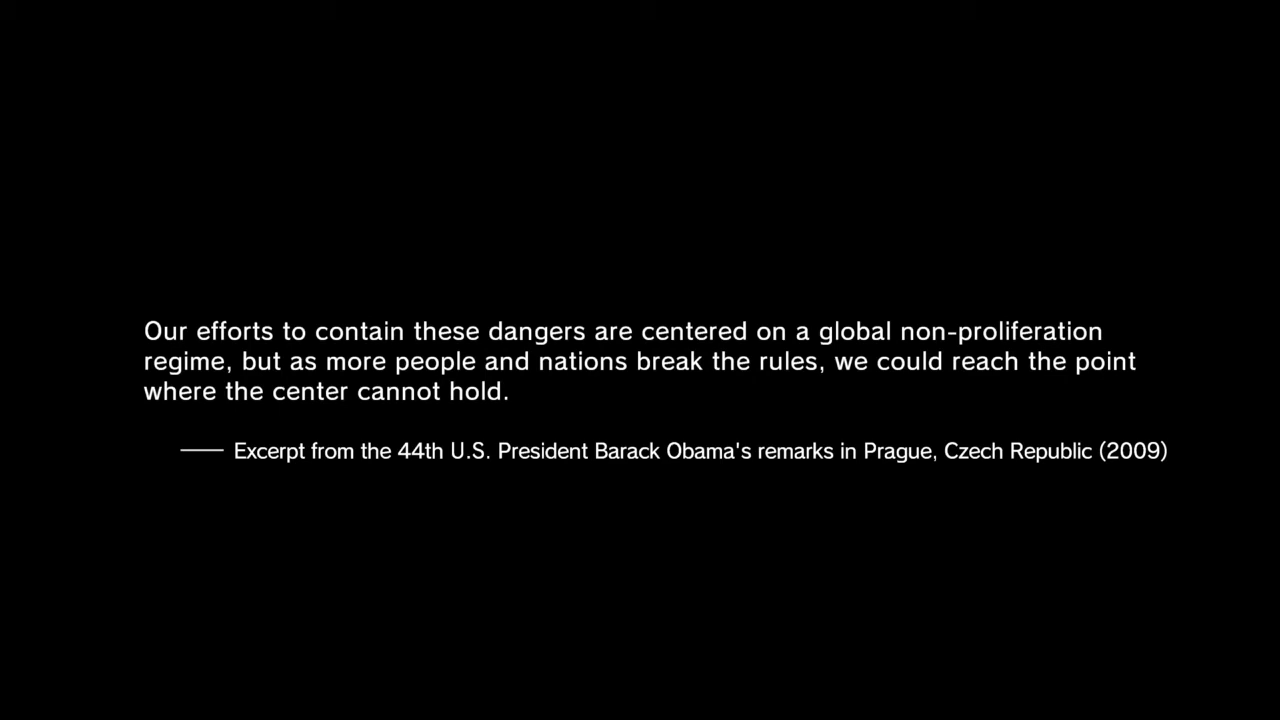 Our efforts to contain these dangers are centered on a global non-proliferation
regime, but as more people and nations break the rules, we could reach the point
where the center cannot hold.
—— Excerpt from the 44th U.S. President Barack Obama's remarks in Prague, Czech Republic (2009)